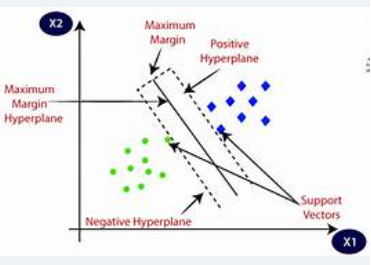 X2
Maximum
Margin
Positive
Hyperplane
Maximum
Margin
Hyperplane
Support
Vectors
Negative Hyperplane
X1